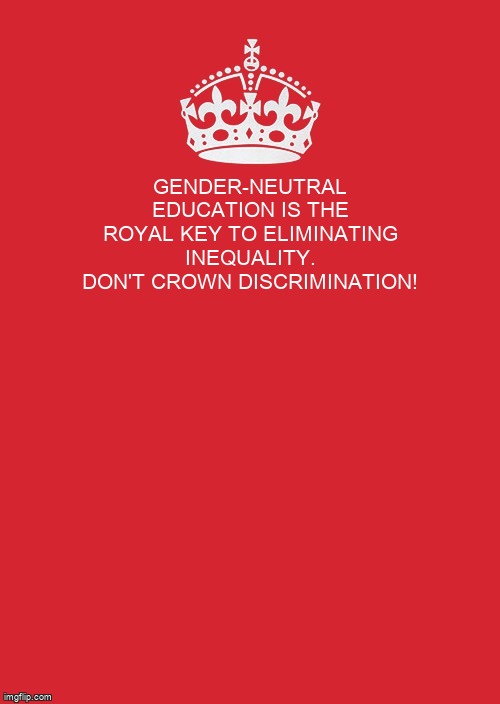 GENDER-NEUTRAL
EDUCATION IS THE
ROYAL KEY TO ELIMINATING
INEQUALITY.
DON'T CROWN DISCRIMINATION!
imgflip.com